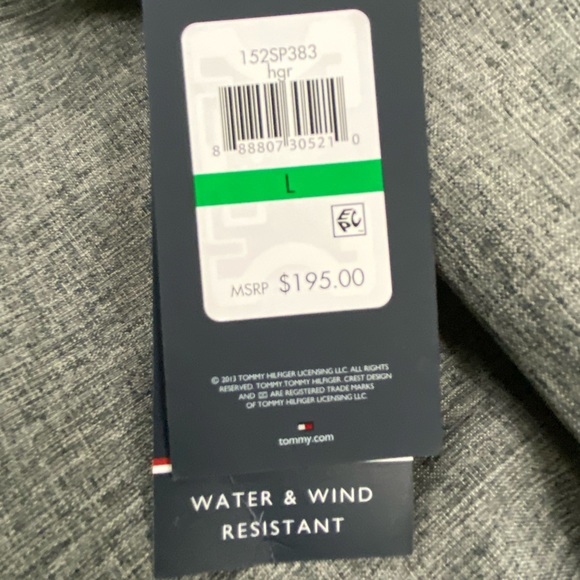 152SP383
hgr
8 88807 30521 0
L
EPC
MSRP $195.00
© 2013 TOMMY HILFIGER LICENSING LLC. ALL RIGHTS
RESERVED. TOMMY, TOMMY HILFIGER, CREST DESIGN
AND ARE REGISTERED TRADE MARKS
OF TOMMY HILFIGER LICENSING LLC.
tommy.com
WATER & WIND
RESISTANT